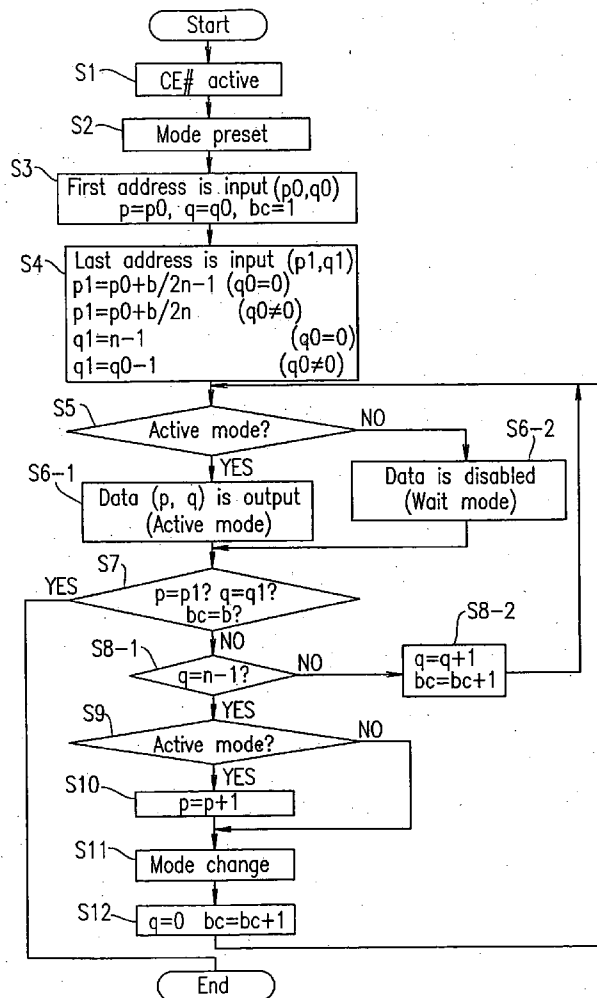 Start
S1
CE# active
S2
Mode preset
S3
First address is input (p0,q0)
p=p0, q=q0, bc=1
S4
Last address is input (p1,q1)
p1=p0+b/2n-1 (q0=0)
p1=p0+b/2n (q0≠0)
q1=n-1 (q0=0)
q1=q0-1 (q0≠0)
S5
Active mode?
NO
YES
S6-1
Data (p, q) is output
(Active mode)
S6-2
Data is disabled
(Wait mode)
S7
YES
p=p1? q=q1?
bc=b?
NO
S8-1
q=n-1?
NO
S8-2
q=q+1
bc=bc+1
YES
S9
Active mode?
NO
YES
S10
p=p+1
S11
Mode change
S12
q=0 bc=bc+1
End